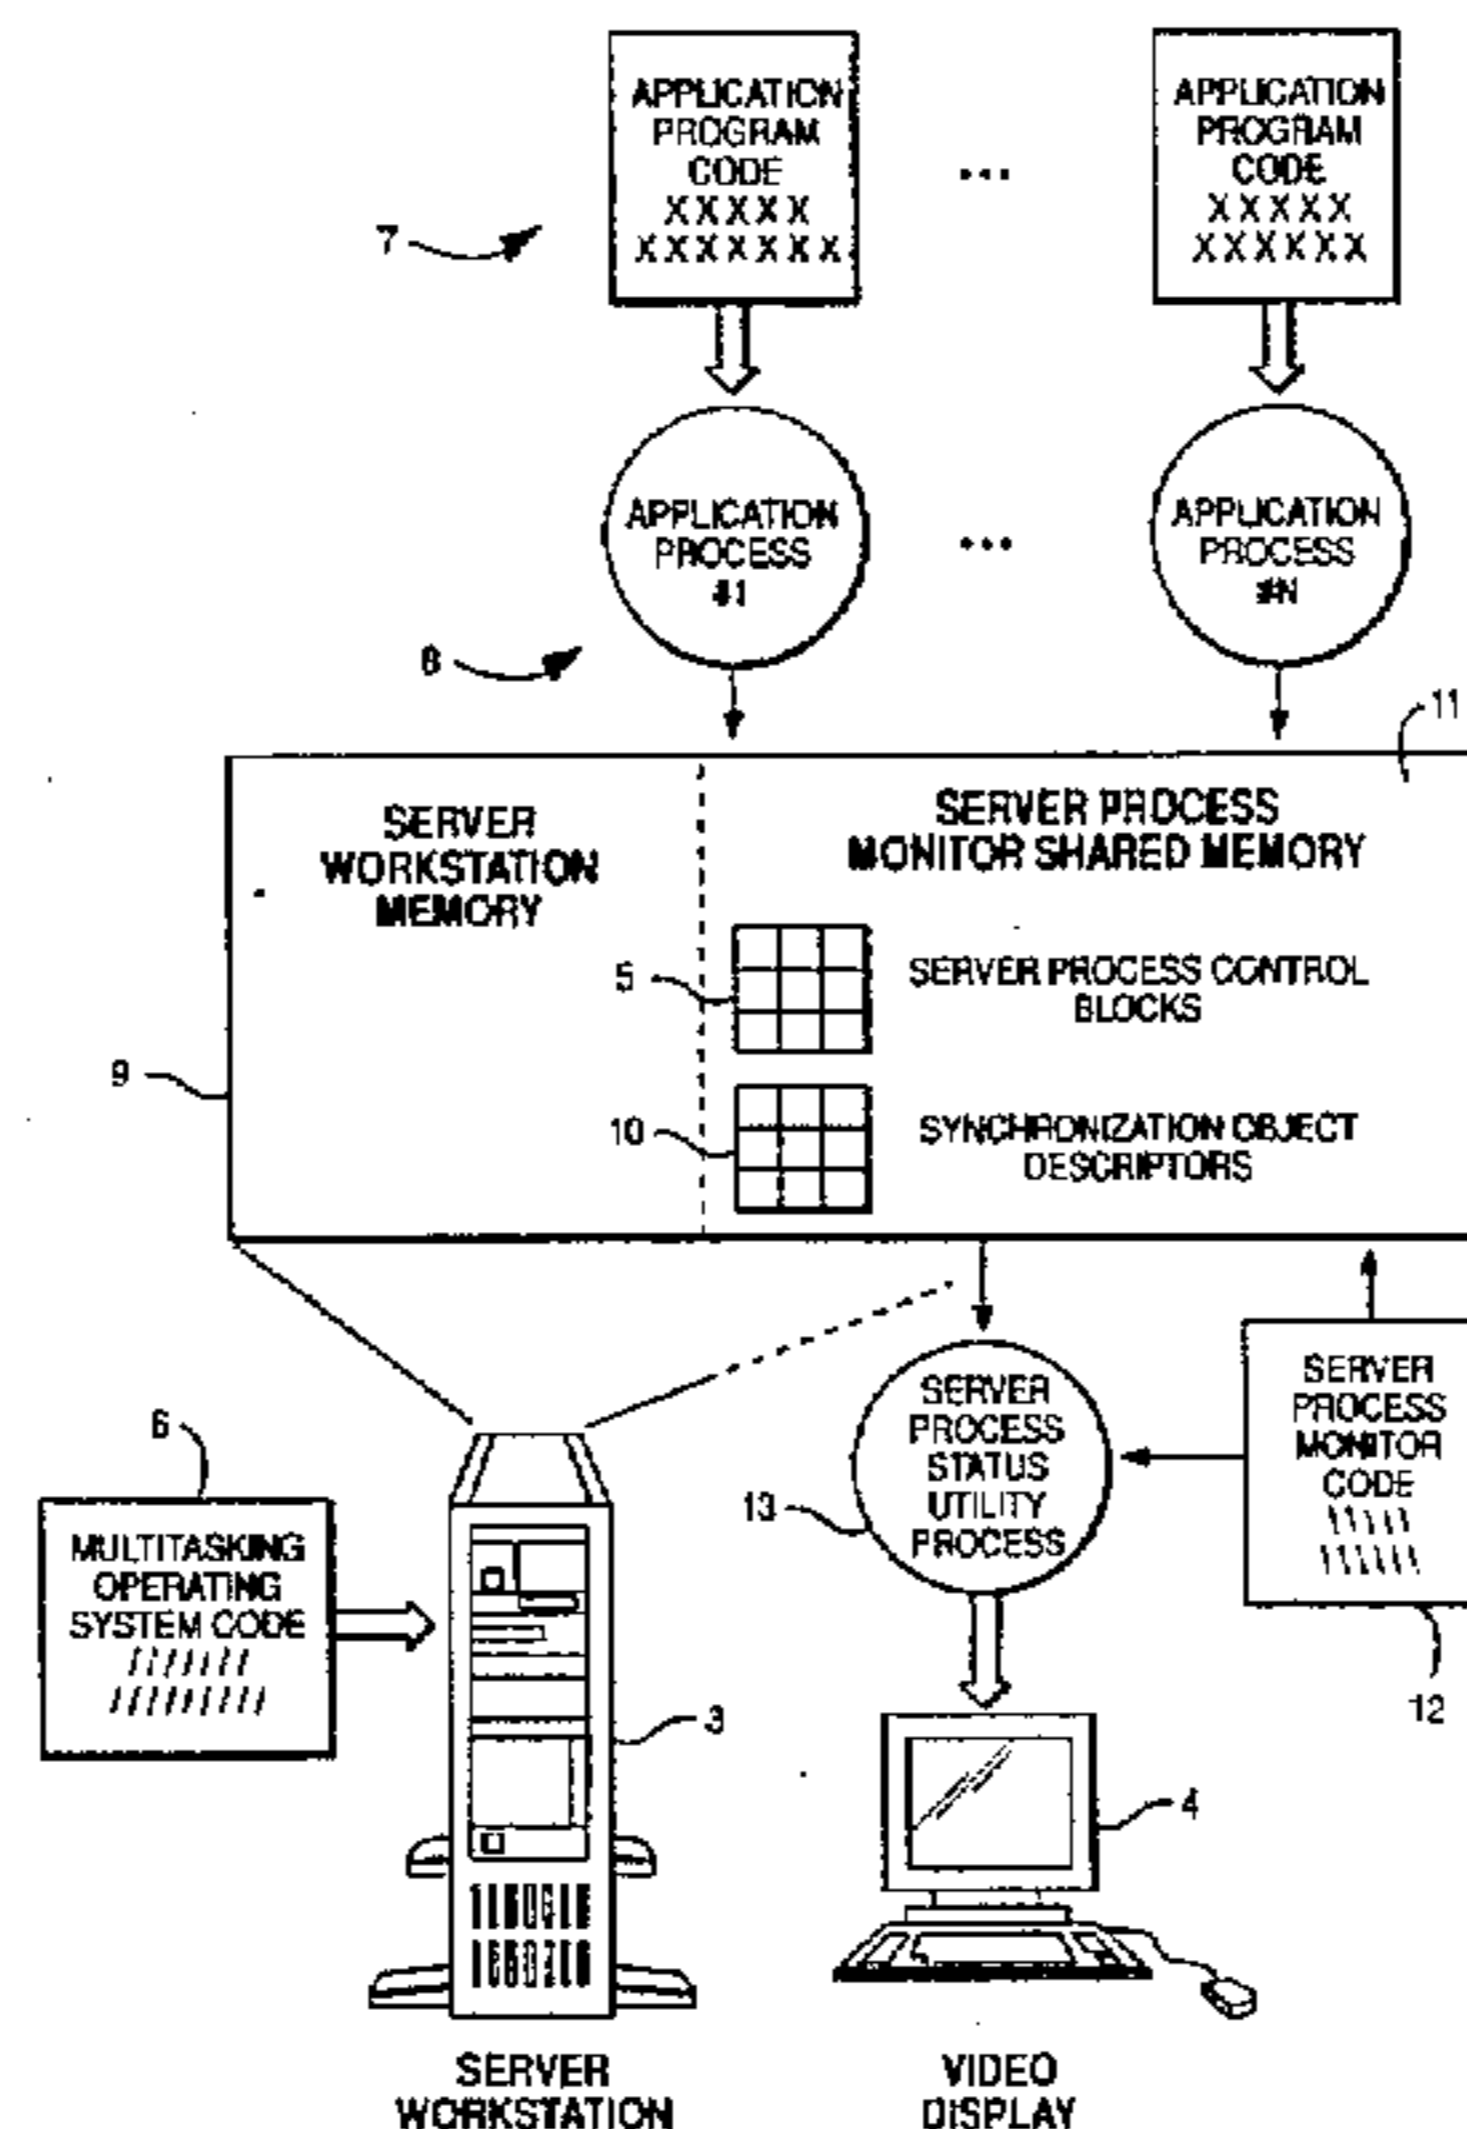 APPLICATION
PROGRAM
CODE
XXXXX
XXXXXXX
...
APPLICATION
PROGRAM
CODE
XXXXX
XXXXXX
7
APPLICATION
PROCESS
#1
...
APPLICATION
PROCESS
#N
8
11
SERVER
WORKSTATION
MEMORY
SERVER PROCESS
MONITOR SHARED MEMORY
5
SERVER PROCESS CONTROL
BLOCKS
9
10
SYNCHRONIZATION OBJECT
DESCRIPTORS
6
MULTITASKING
OPERATING
SYSTEM CODE
///////
/////////
SERVER
PROCESS
STATUS
UTILITY
PROCESS
13
SERVER
PROCESS
MONITOR
CODE
\\\\\
\\\\\\
12
3
4
SERVER
WORKSTATION
VIDEO
DISPLAY